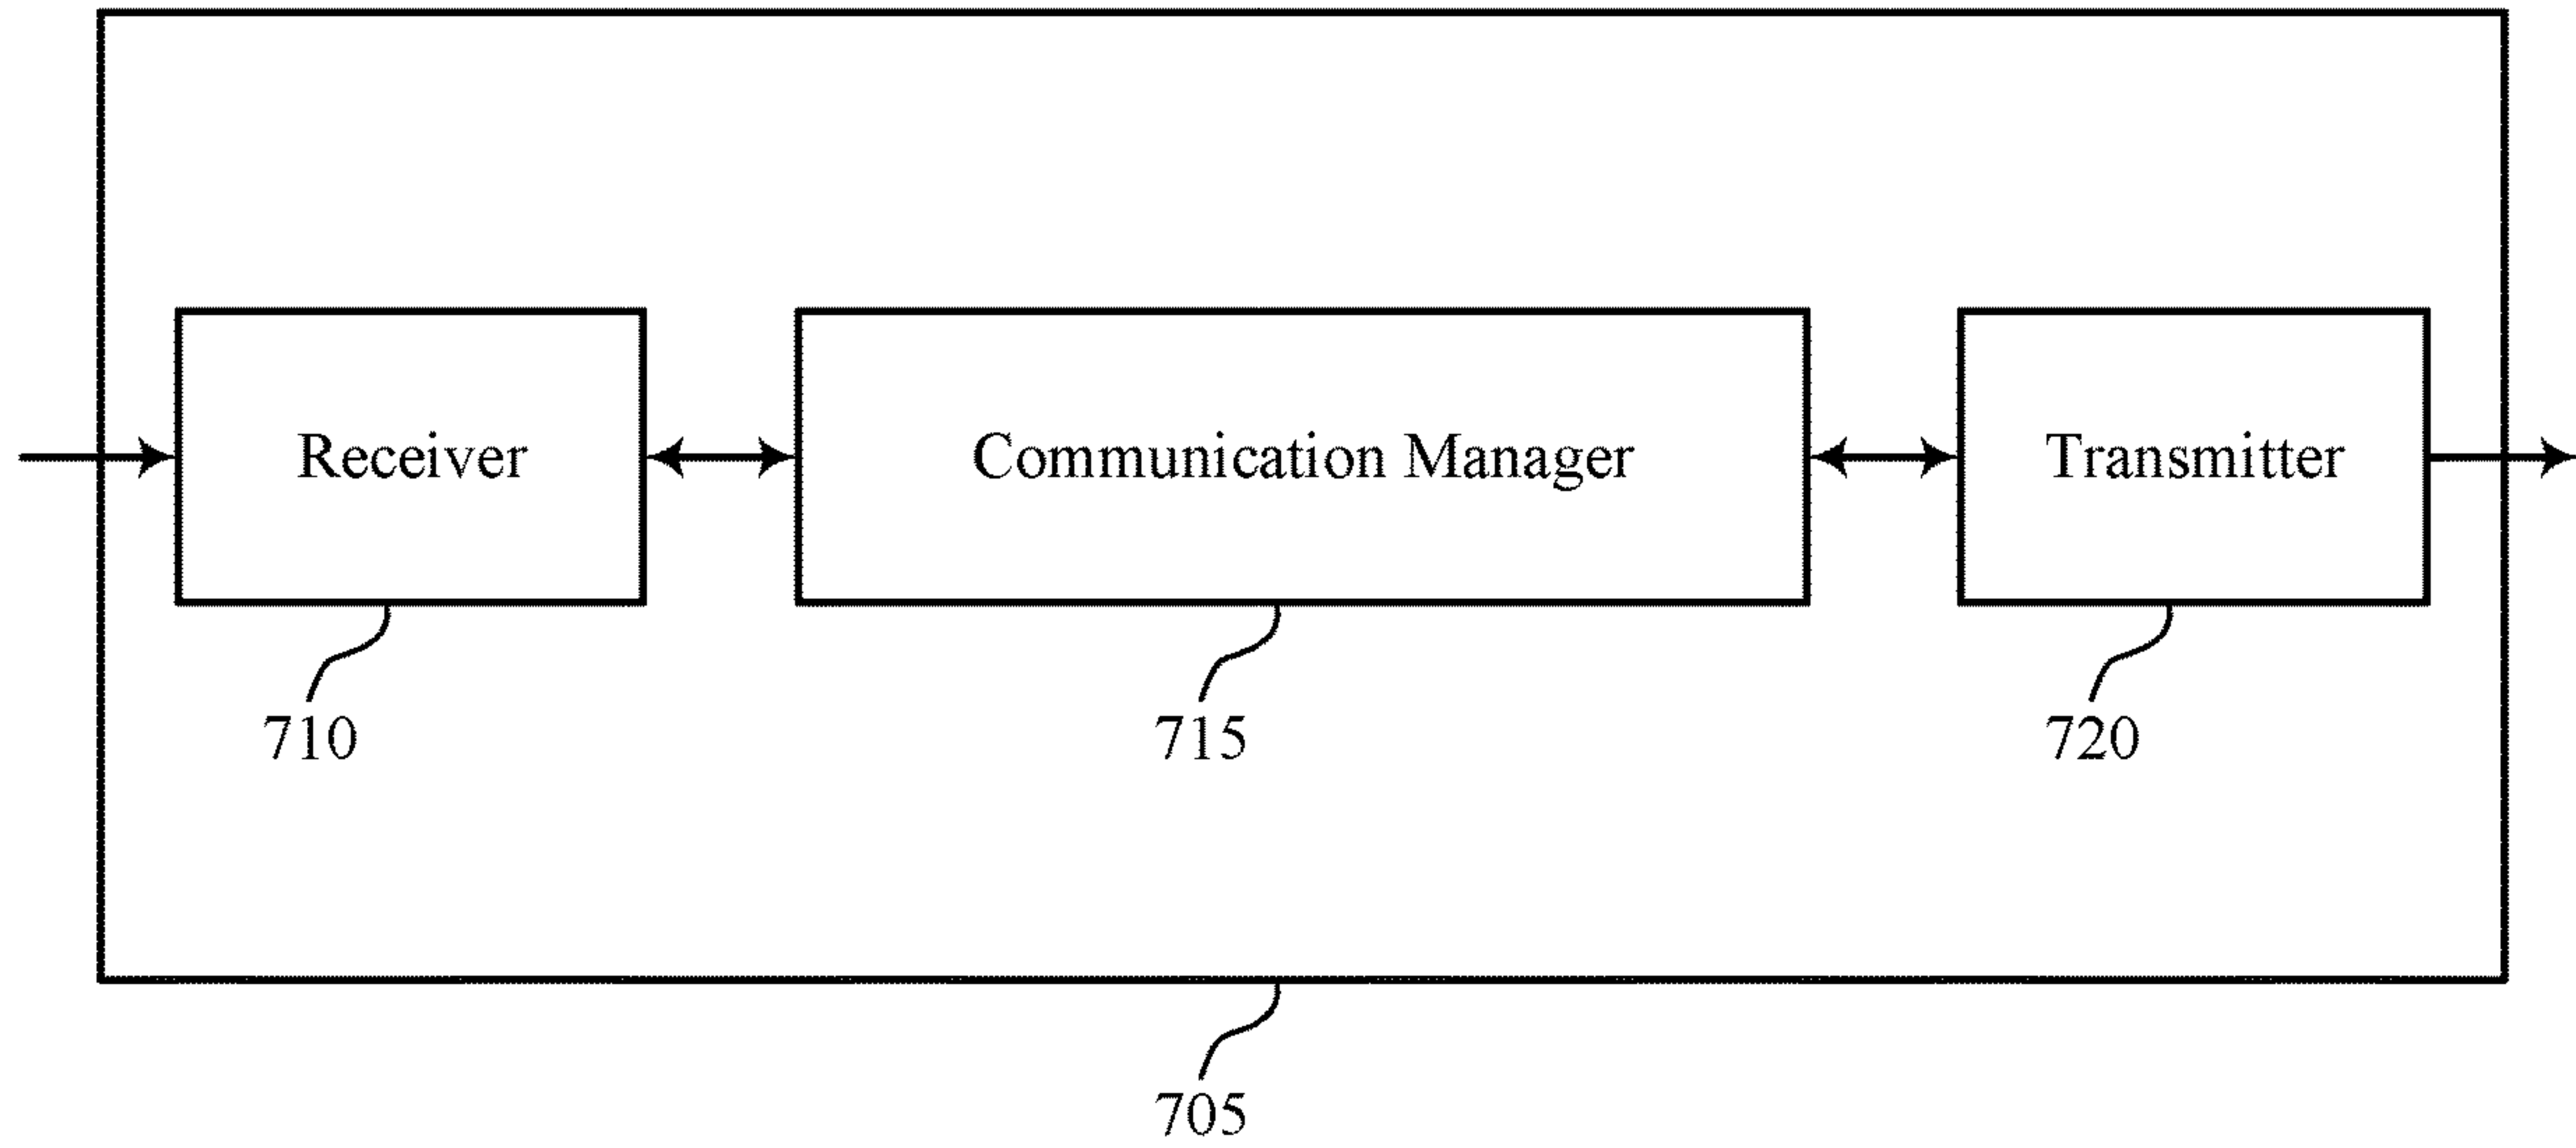 Receiver
Communication Manager
Transmitter
710
715
720
705